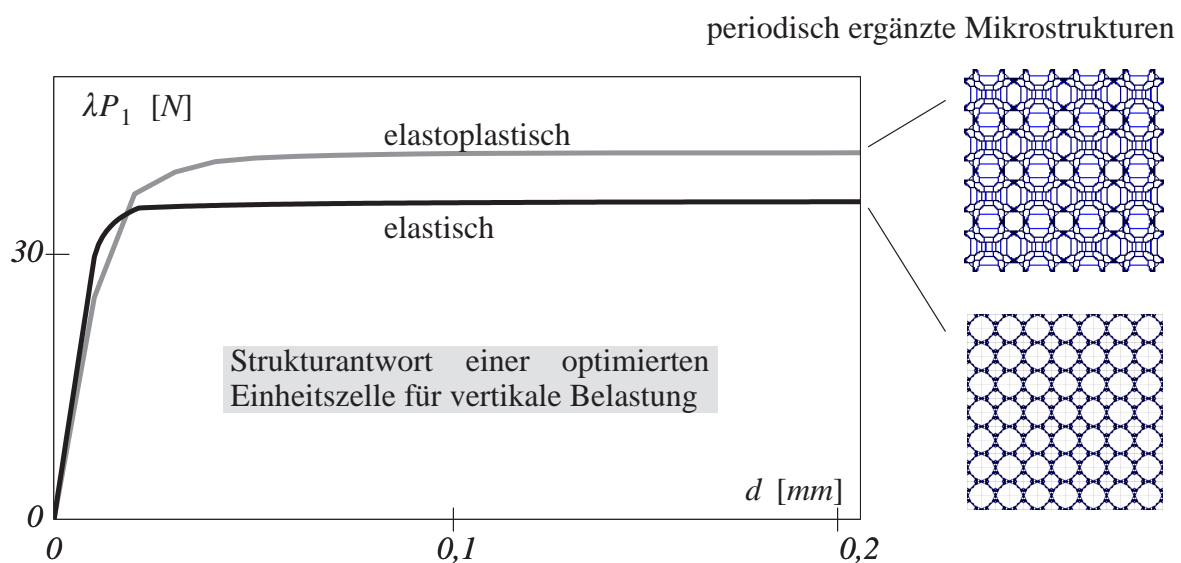 periodisch ergänzte Mikrostrukturen
λP₁ [N]
elastoplastisch
elastisch
30
Strukturantwort einer optimierten
Einheitszelle für vertikale Belastung
d [mm]
0
0
0,1
0,2